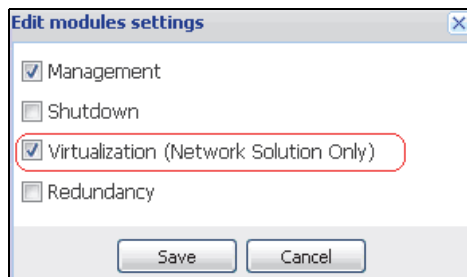 Edit modules settings
Management
Shutdown
Virtualization (Network Solution Only)
Redundancy
Save Cancel